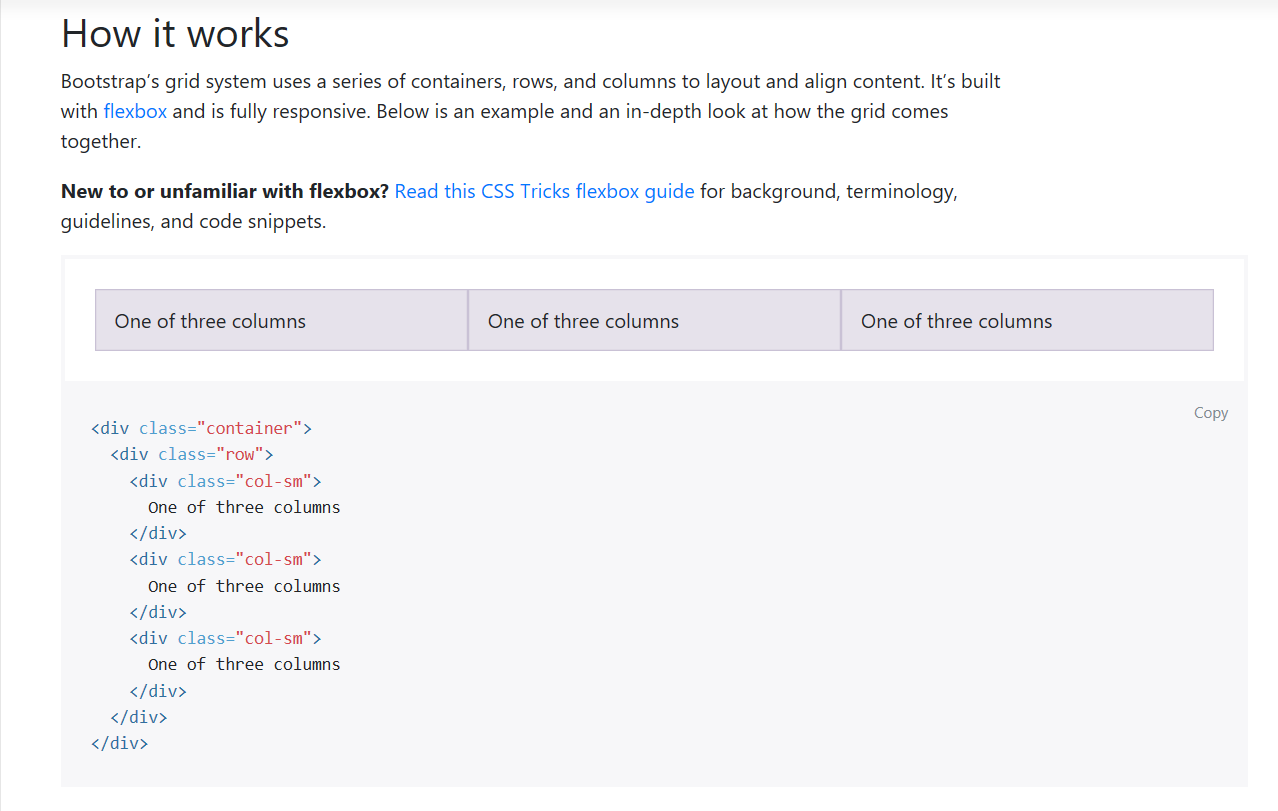 How it works
Bootstrap’s grid system uses a series of containers, rows, and columns to layout and align content. It’s built
with flexbox and is fully responsive. Below is an example and an in-depth look at how the grid comes
together.
New to or unfamiliar with flexbox? Read this CSS Tricks flexbox guide for background, terminology,
guidelines, and code snippets.
One of three columns
One of three columns
One of three columns
Copy
<div class="container">
  <div class="row">
    <div class="col-sm">
      One of three columns
    </div>
    <div class="col-sm">
      One of three columns
    </div>
    <div class="col-sm">
      One of three columns
    </div>
  </div>
</div>